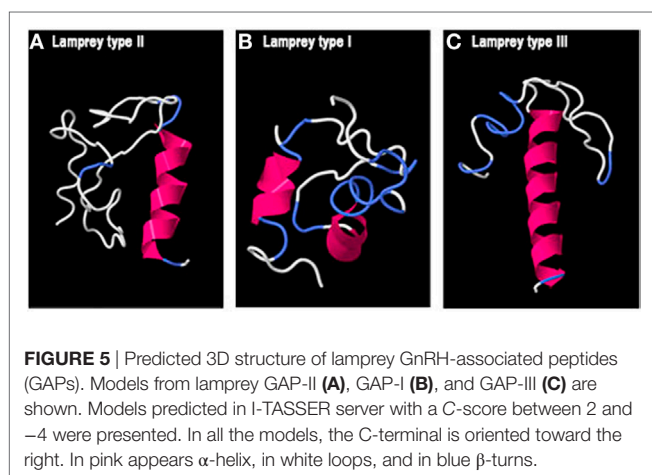 A Lamprey type II
B Lamprey type I
C Lamprey type III
FIGURE 5 | Predicted 3D structure of lamprey GnRH-associated peptides
(GAPs). Models from lamprey GAP-II (A), GAP-I (B), and GAP-III (C) are
shown. Models predicted in I-TASSER server with a C-score between 2 and
−4 were presented. In all the models, the C-terminal is oriented toward the
right. In pink appears α-helix, in white loops, and in blue β-turns.